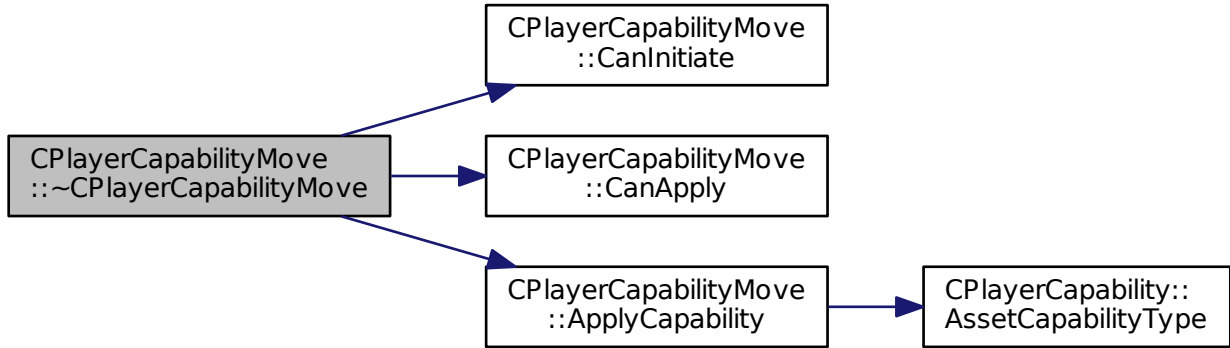 CPlayerCapabilityMove
::CanInitiate
CPlayerCapabilityMove
::~CPlayerCapabilityMove
CPlayerCapabilityMove
::CanApply
CPlayerCapabilityMove
::ApplyCapability
CPlayerCapability::
AssetCapabilityType